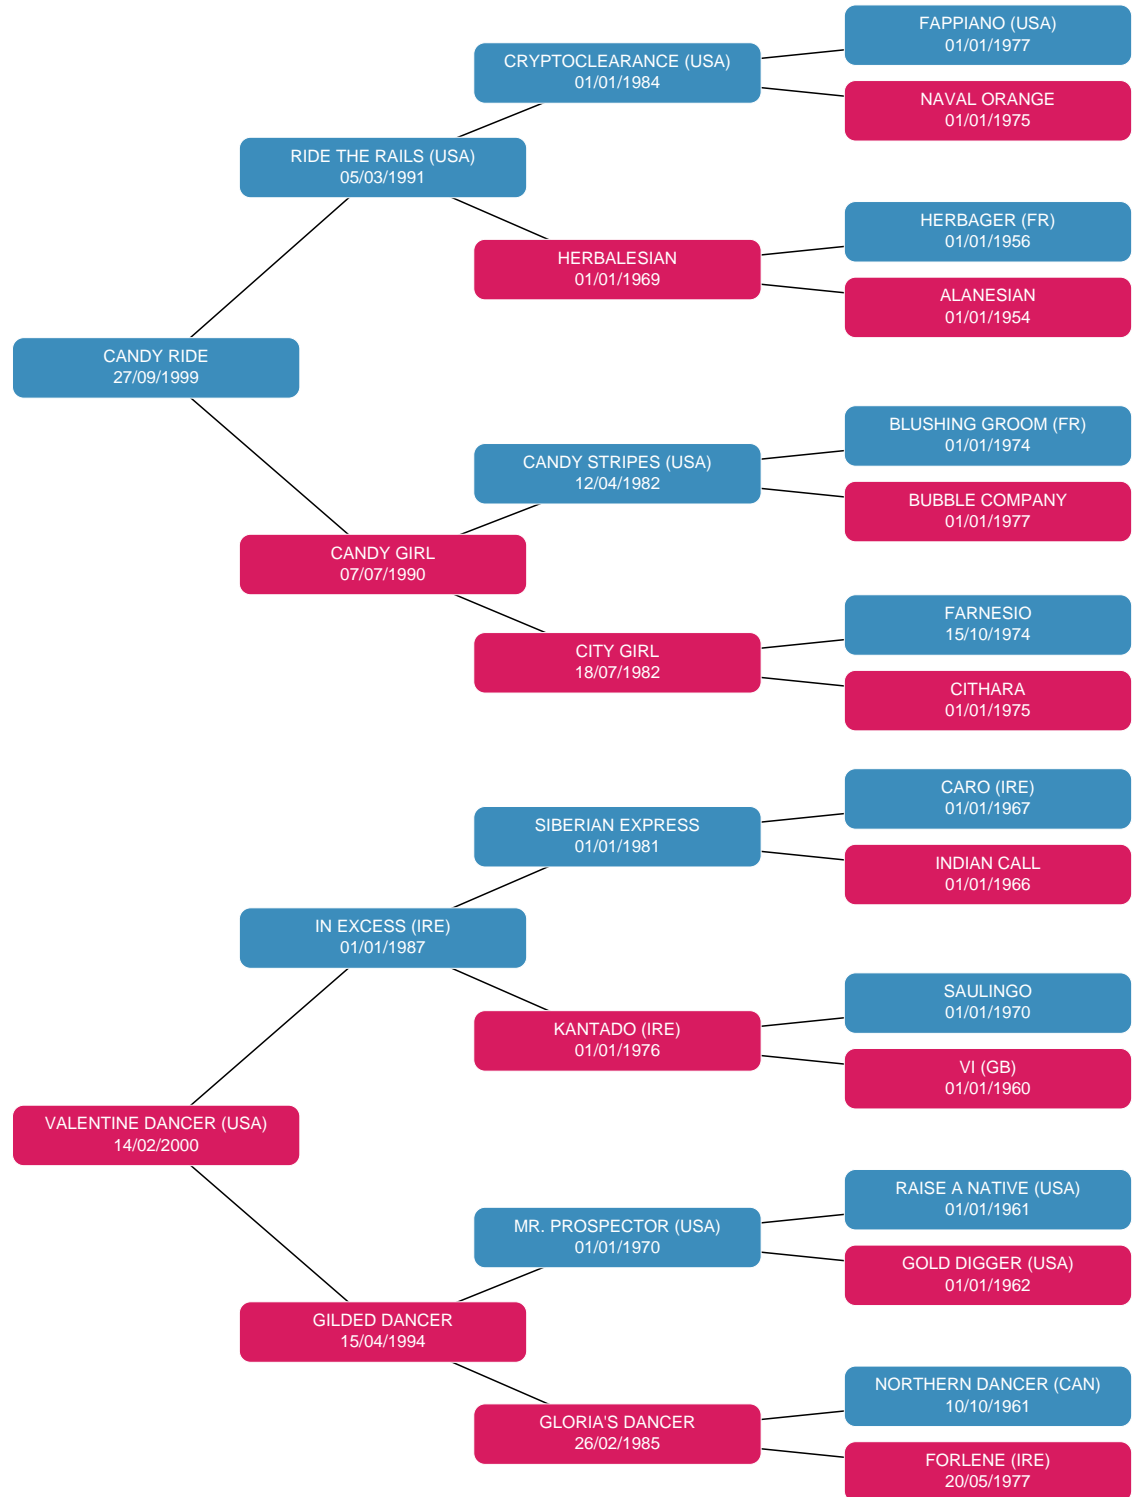 FAPPIANO (USA)
01/01/1977
CRYPTOCLEARANCE (USA)
01/01/1984
NAVAL ORANGE
01/01/1975
RIDE THE RAILS (USA)
05/03/1991
HERBAGER (FR)
01/01/1956
HERBALESIAN
01/01/1969
ALANESIAN
01/01/1954
CANDY RIDE
27/09/1999
BLUSHING GROOM (FR)
01/01/1974
CANDY STRIPES (USA)
12/04/1982
BUBBLE COMPANY
01/01/1977
CANDY GIRL
07/07/1990
FARNESIO
15/10/1974
CITY GIRL
18/07/1982
CITHARA
01/01/1975
CARO (IRE)
01/01/1967
SIBERIAN EXPRESS
01/01/1981
INDIAN CALL
01/01/1966
IN EXCESS (IRE)
01/01/1987
SAULINGO
01/01/1970
KANTADO (IRE)
01/01/1976
VI (GB)
01/01/1960
VALENTINE DANCER (USA)
14/02/2000
RAISE A NATIVE (USA)
01/01/1961
MR. PROSPECTOR (USA)
01/01/1970
GOLD DIGGER (USA)
01/01/1962
GILDED DANCER
15/04/1994
NORTHERN DANCER (CAN)
10/10/1961
GLORIA'S DANCER
26/02/1985
FORLENE (IRE)
20/05/1977